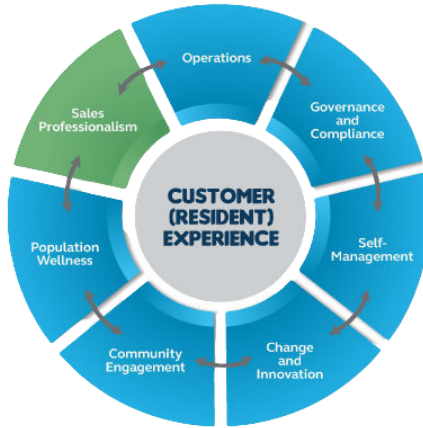 Operations
Governance
and
Compliance
Self-
Management
Change
and
Innovation
Community
Engagement
Population
Wellness
Sales
Professionalism
CUSTOMER
(RESIDENT)
EXPERIENCE